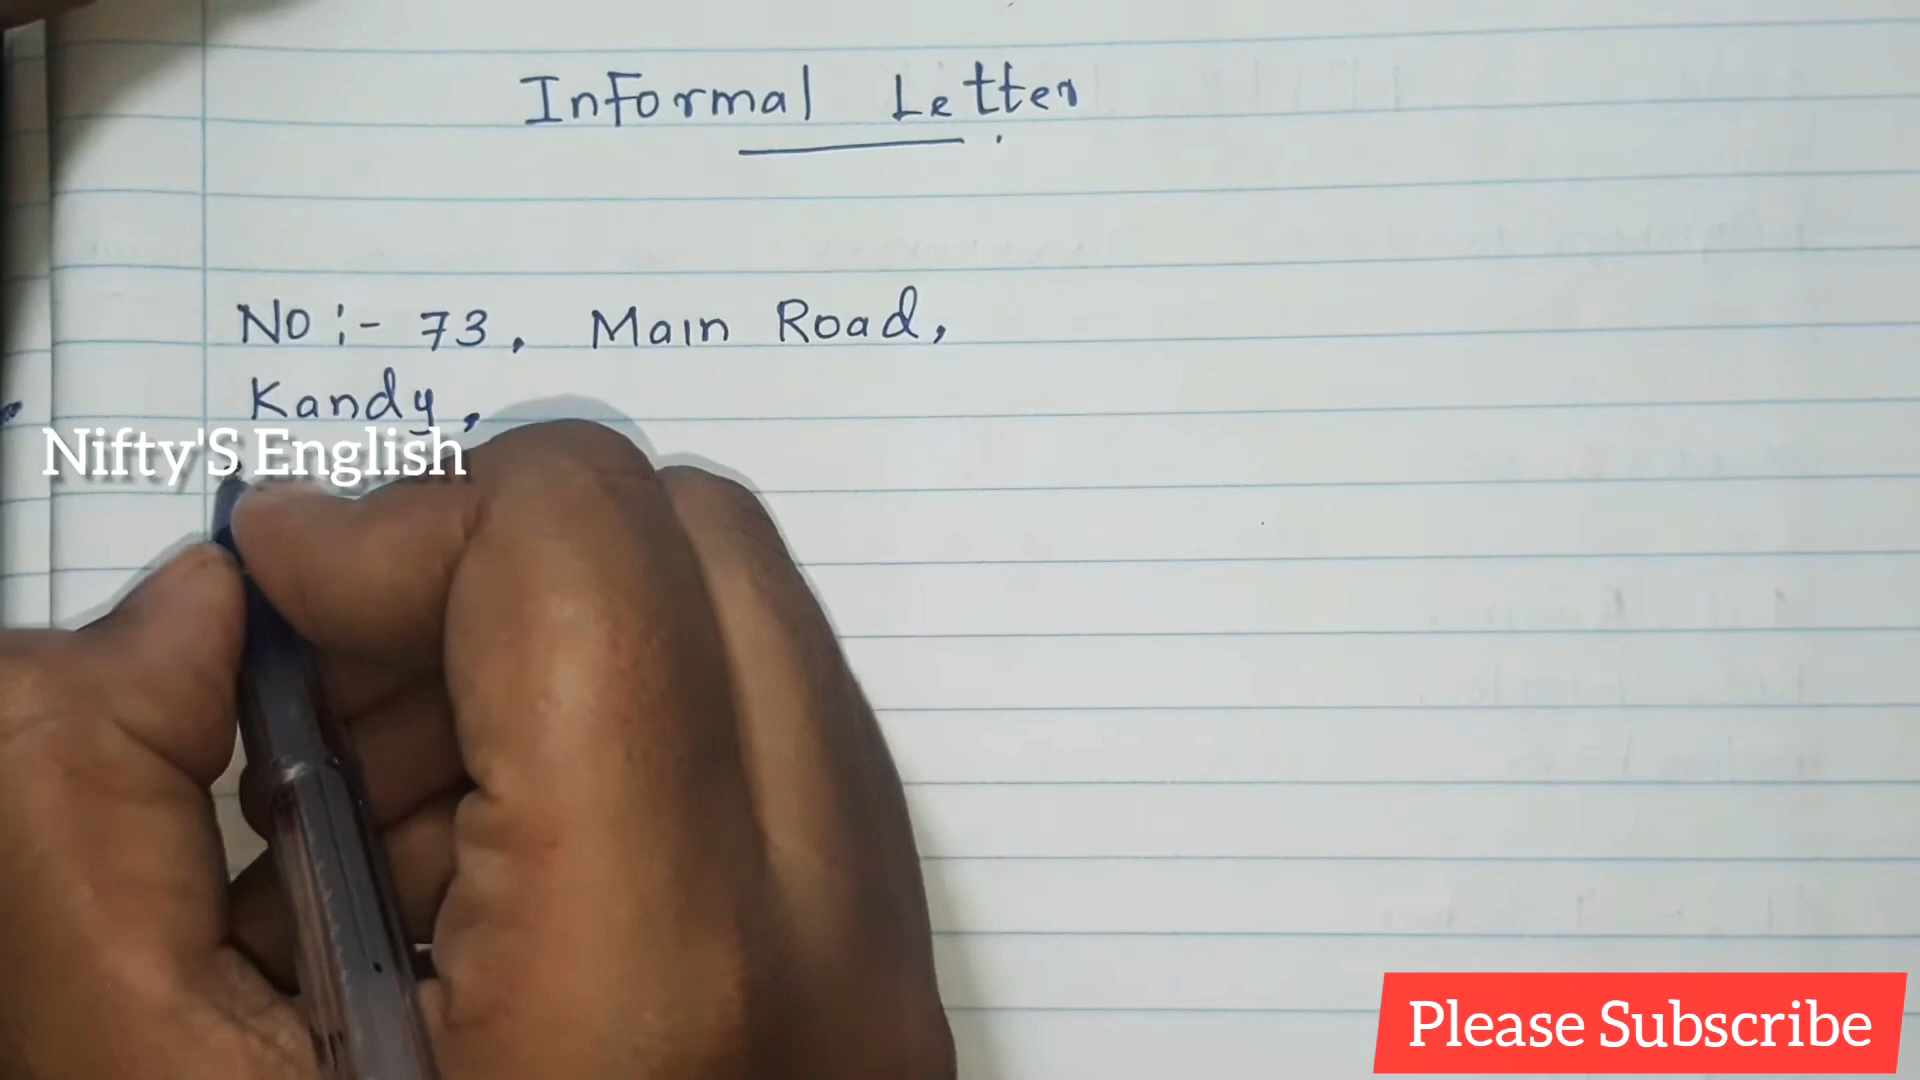 Informal Letter
No :- 73, Main Road,
Kandy,
Nifty'S English
Please Subscribe